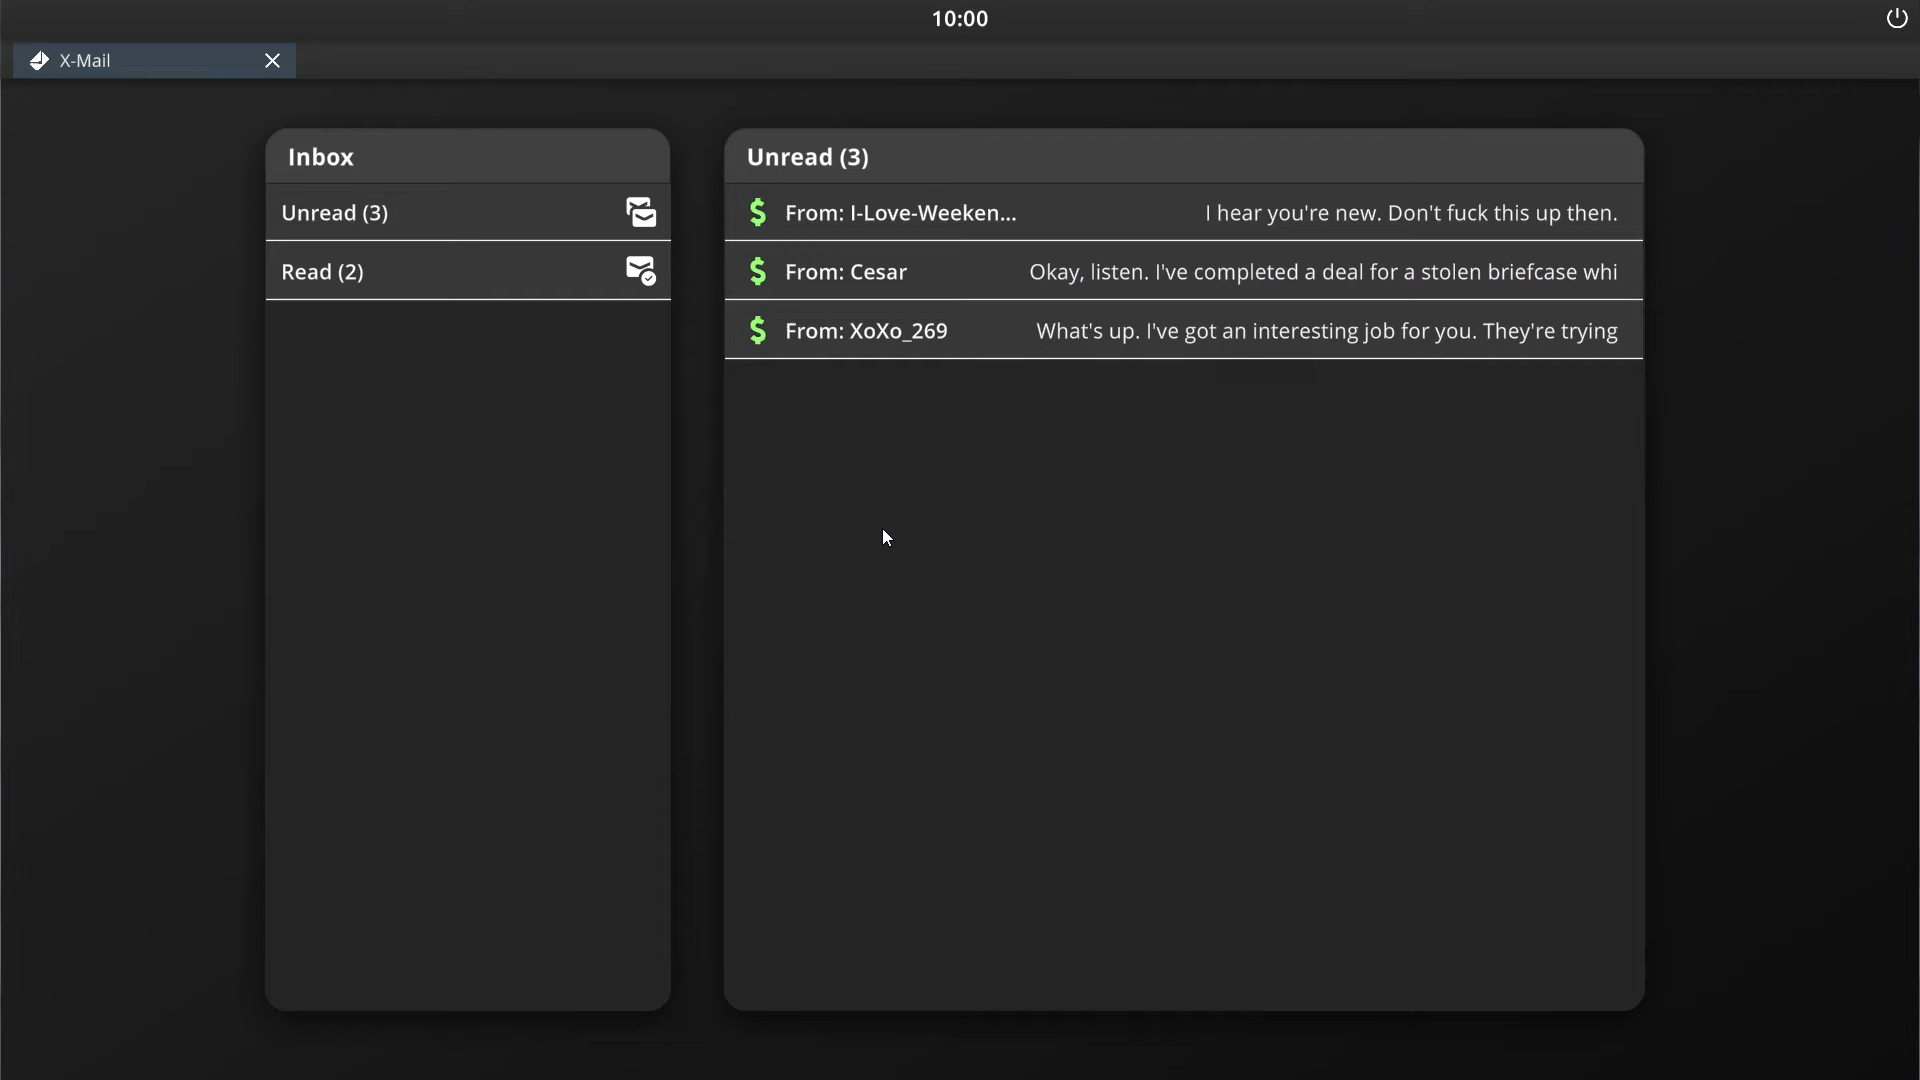 10:00
X-Mail
Inbox
Unread (3)
Read (2)
Unread (3)
From: I-Love-Weeken... I hear you're new. Don't fuck this up then.
From: Cesar Okay, listen. I've completed a deal for a stolen briefcase whi
From: XoXo_269 What's up. I've got an interesting job for you. They're trying